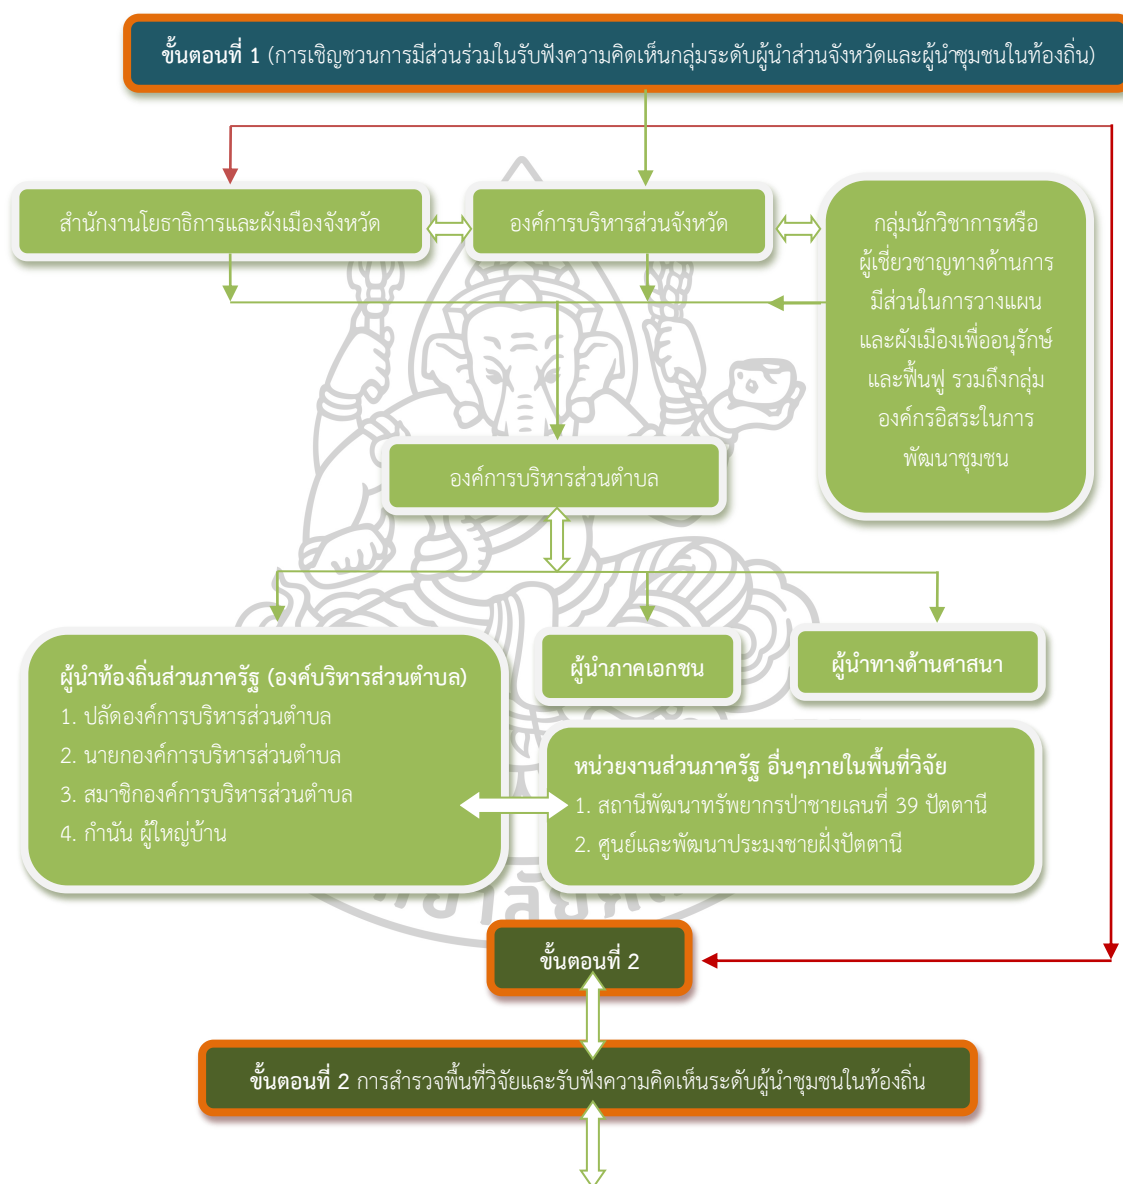 ขั้นตอนที่ 1 (การเชิญชวนการมีส่วนร่วมในรับฟังความคิดเห็นกลุ่มระดับผู้นำส่วนจังหวัดและผู้นำชุมชนในท้องถิ่น)
สำนักงานโยธาธิการและผังเมืองจังหวัด
องค์การบริหารส่วนจังหวัด
กลุ่มนักวิชาการหรือ
ผู้เชี่ยวชาญทางด้านการ
มีส่วนในการวางแผน
และผังเมืองเพื่ออนุรักษ์
และฟื้นฟู รวมถึงกลุ่ม
องค์กรอิสระในการ
พัฒนาชุมชน
องค์การบริหารส่วนตำบล
ผู้นำท้องถิ่นส่วนภาครัฐ (องค์บริหารส่วนตำบล)
1. ปลัดองค์การบริหารส่วนตำบล
2. นายกองค์การบริหารส่วนตำบล
3. สมาชิกองค์การบริหารส่วนตำบล
4. กำนัน ผู้ใหญ่บ้าน
ผู้นำภาคเอกชน
ผู้นำทางด้านศาสนา
หน่วยงานส่วนภาครัฐ อื่นๆภายในพื้นที่วิจัย
1. สถานีพัฒนาทรัพยากรป่าชายเลนที่ 39 ปัตตานี
2. ศูนย์และพัฒนาประมงชายฝั่งปัตตานี
ขั้นตอนที่ 2
ขั้นตอนที่ 2 การสำรวจพื้นที่วิจัยและรับฟังความคิดเห็นระดับผู้นำชุมชนในท้องถิ่น